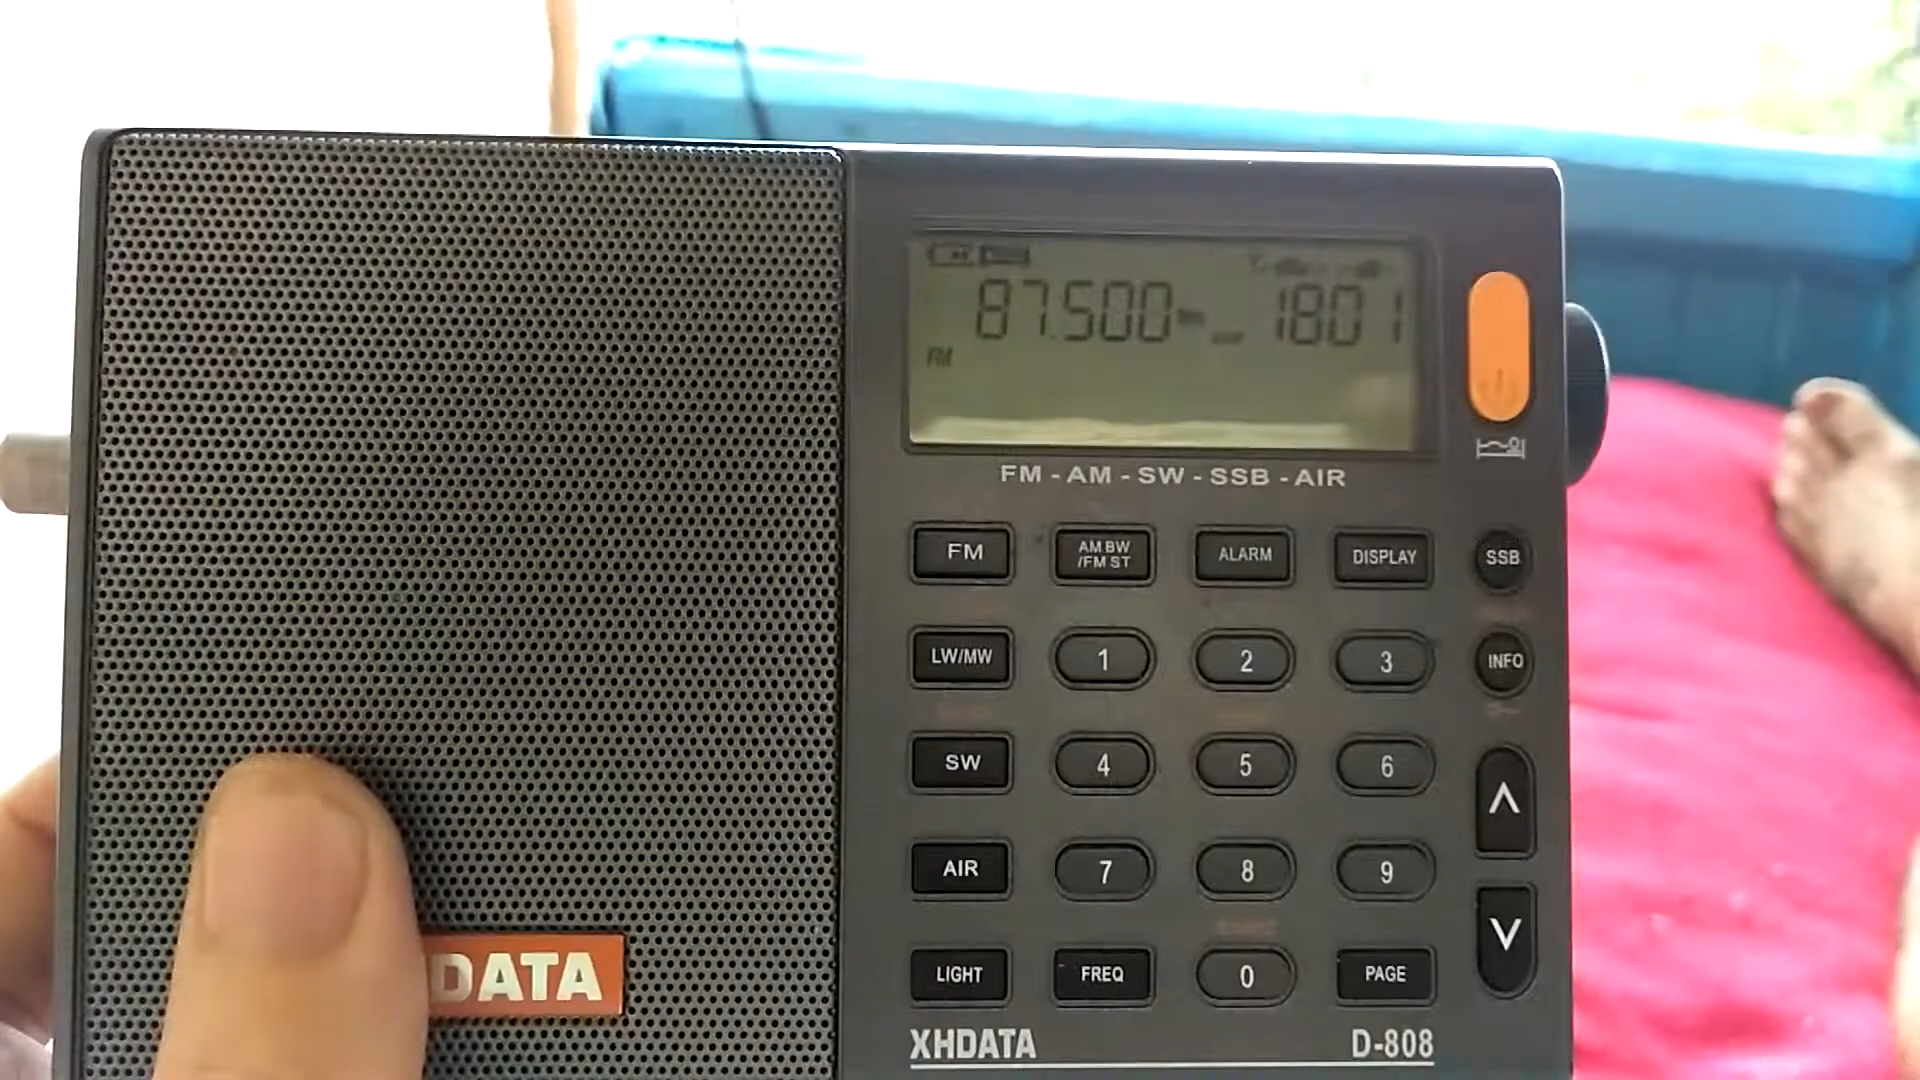 87.500 1801
FM
FM - AM - SW - SSB - AIR
FM AM BW /FM ST ALARM DISPLAY SSB
LW/MW 1 2 3 INFO
SW 4 5 6
AIR 7 8 9
LIGHT FREQ 0 PAGE
DATA
XHDATA D-808